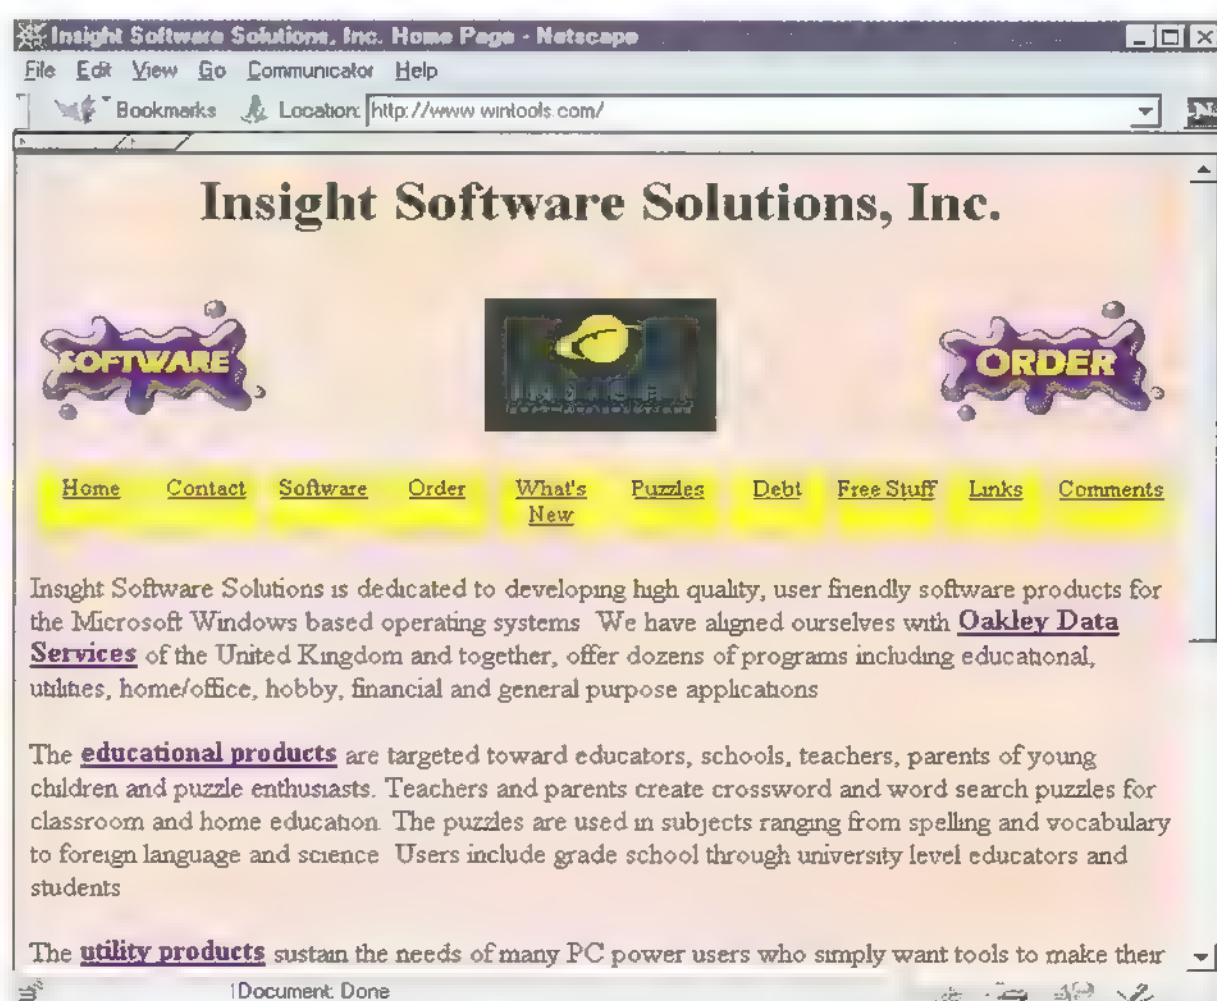 Insight Software Solutions, Inc. Home Page - Netscape
File Edit View Go Communicator Help
Bookmarks Location: http://www.wintools.com/
Insight Software Solutions, Inc.
SOFTWARE ORDER
Home Contact Software Order What's New Puzzles Debt Free Stuff Links Comments
Insight Software Solutions is dedicated to developing high quality, user friendly software products for
the Microsoft Windows based operating systems. We have aligned ourselves with Oakley Data
Services of the United Kingdom and together, offer dozens of programs including educational,
utilities, home/office, hobby, financial and general purpose applications
The educational products are targeted toward educators, schools, teachers, parents of young
children and puzzle enthusiasts. Teachers and parents create crossword and word search puzzles for
classroom and home education. The puzzles are used in subjects ranging from spelling and vocabulary
to foreign language and science. Users include grade school through university level educators and
students
The utility products sustain the needs of many PC power users who simply want tools to make their
Document: Done